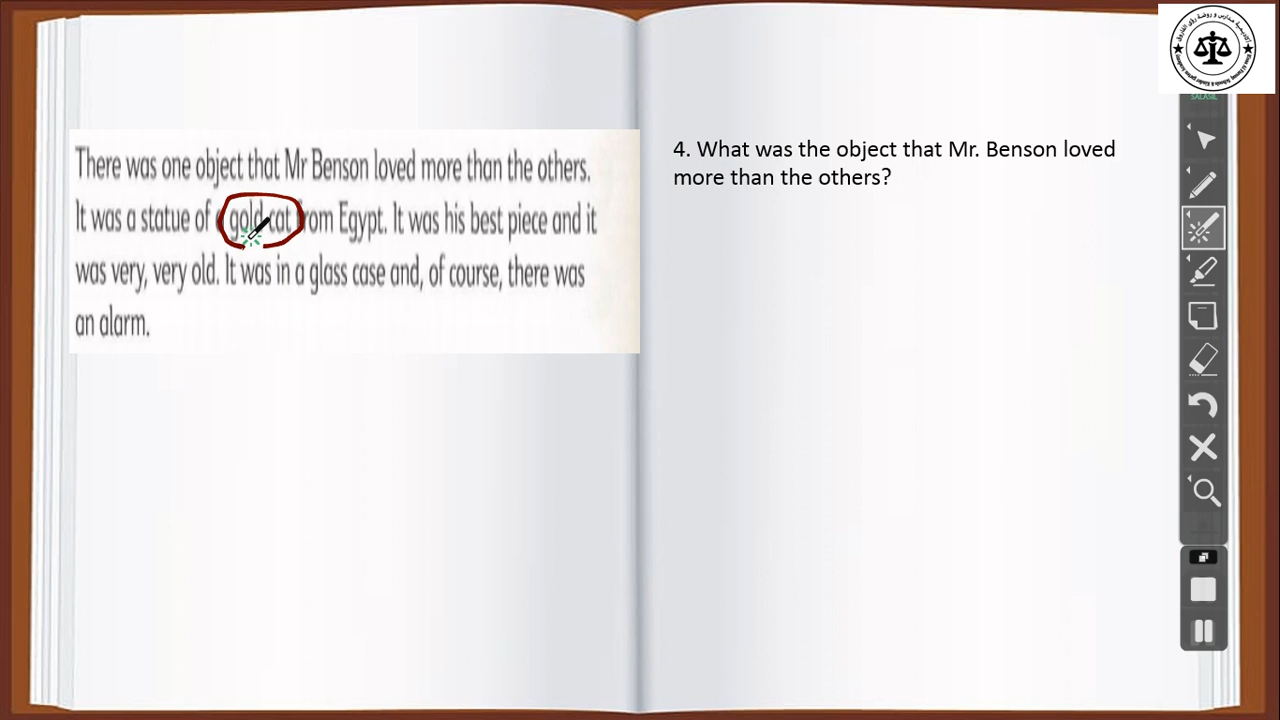 There was one object that Mr Benson loved more than the others.
It was a statue of a gold cat from Egypt. It was his best piece and it
was very, very old. It was in a glass case and, of course, there was
an alarm.
4. What was the object that Mr. Benson loved
more than the others?